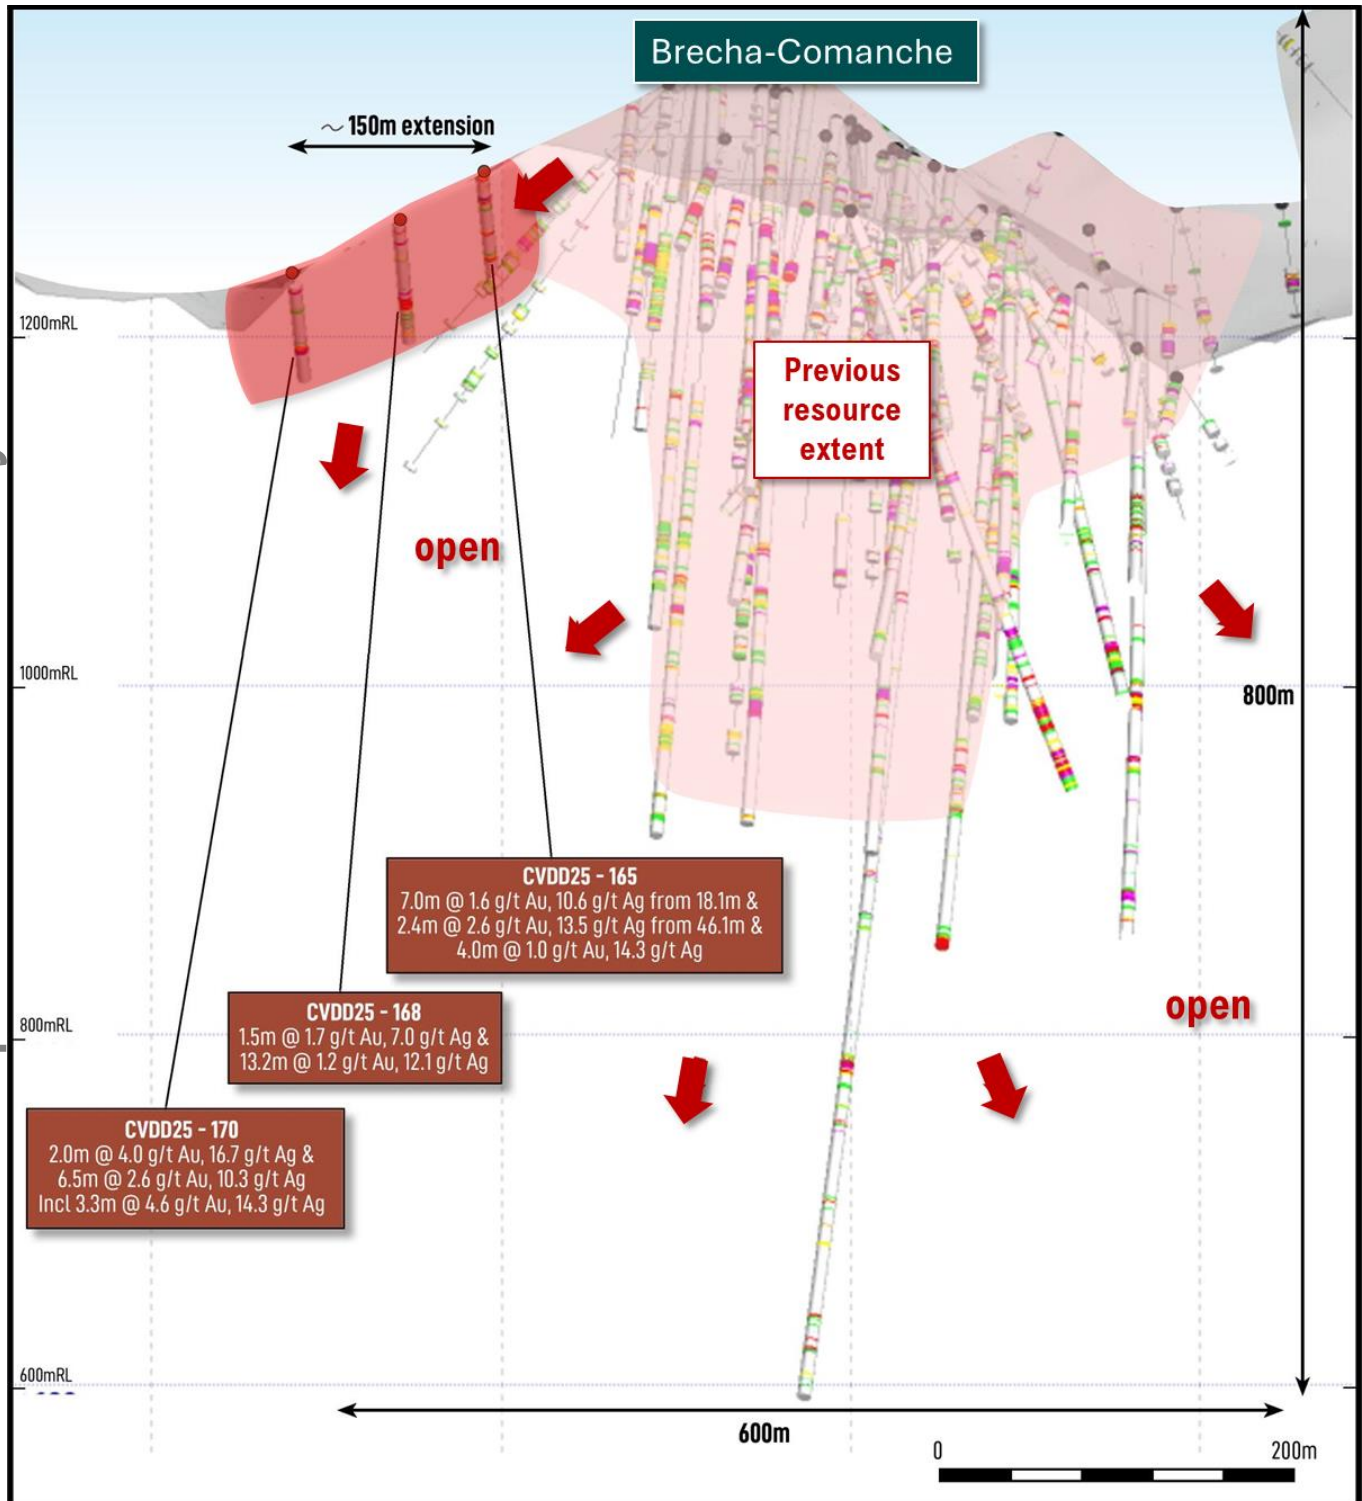 Brecha-Comanche
~ 150m extension
1200mRL
Previous
resource
extent
open
1000mRL
800m
CVDD25 - 165
7.0m @ 1.6 g/t Au, 10.6 g/t Ag from 18.1m &
2.4m @ 2.6 g/t Au, 13.5 g/t Ag from 46.1m &
4.0m @ 1.0 g/t Au, 14.3 g/t Ag
open
CVDD25 - 168
1.5m @ 1.7 g/t Au, 7.0 g/t Ag &
13.2m @ 1.2 g/t Au, 12.1 g/t Ag
800mRL
CVDD25 - 170
2.0m @ 4.0 g/t Au, 16.7 g/t Ag &
6.5m @ 2.6 g/t Au, 10.3 g/t Ag
Incl 3.3m @ 4.6 g/t Au, 14.3 g/t Ag
600mRL
600m
0 200m